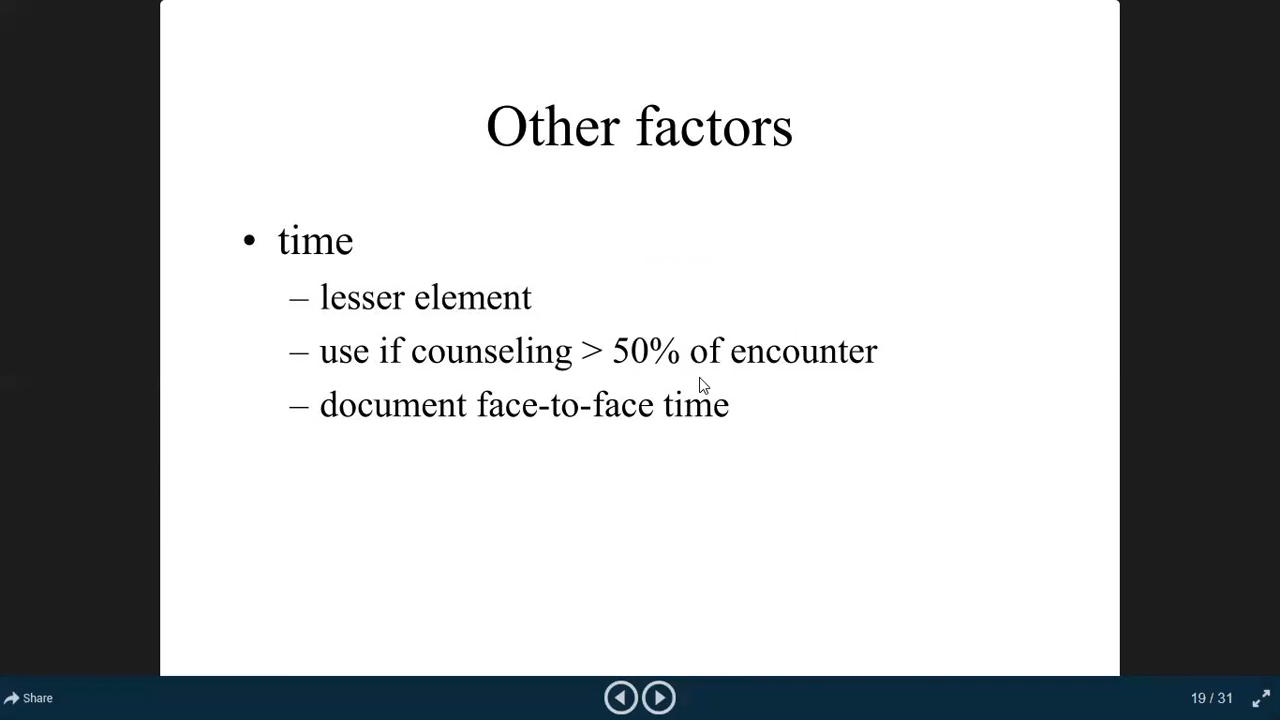 Other factors
• time
– lesser element
– use if counseling > 50% of encounter
– document face-to-face time
Share
19 / 31